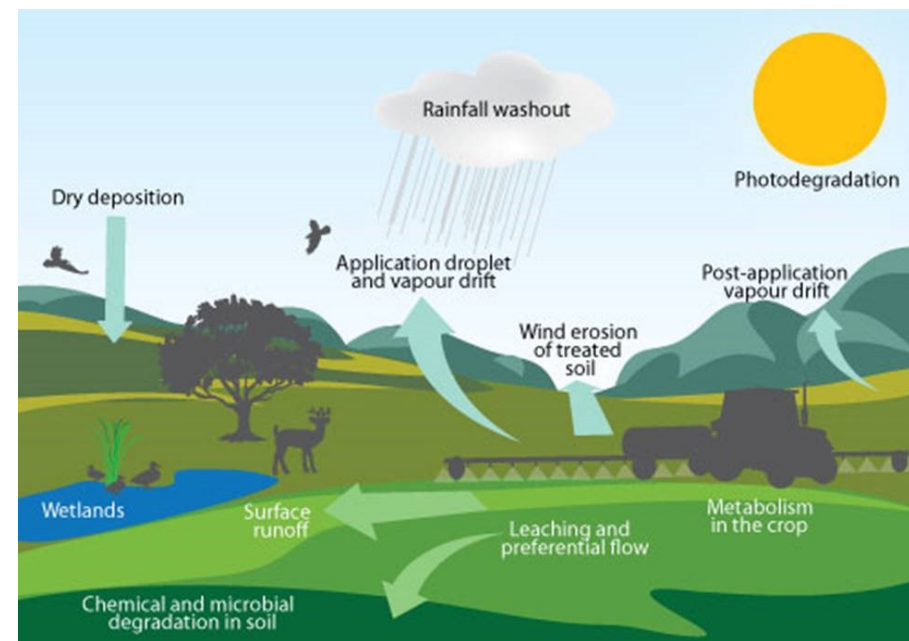 Rainfall washout
Photodegradation
Dry deposition
Application droplet
and vapour drift
Post-application
vapour drift
Wind erosion
of treated
soil
Wetlands
Surface
runoff
Leaching and
preferential flow
Metabolism
in the crop
Chemical and microbial
degradation in soil